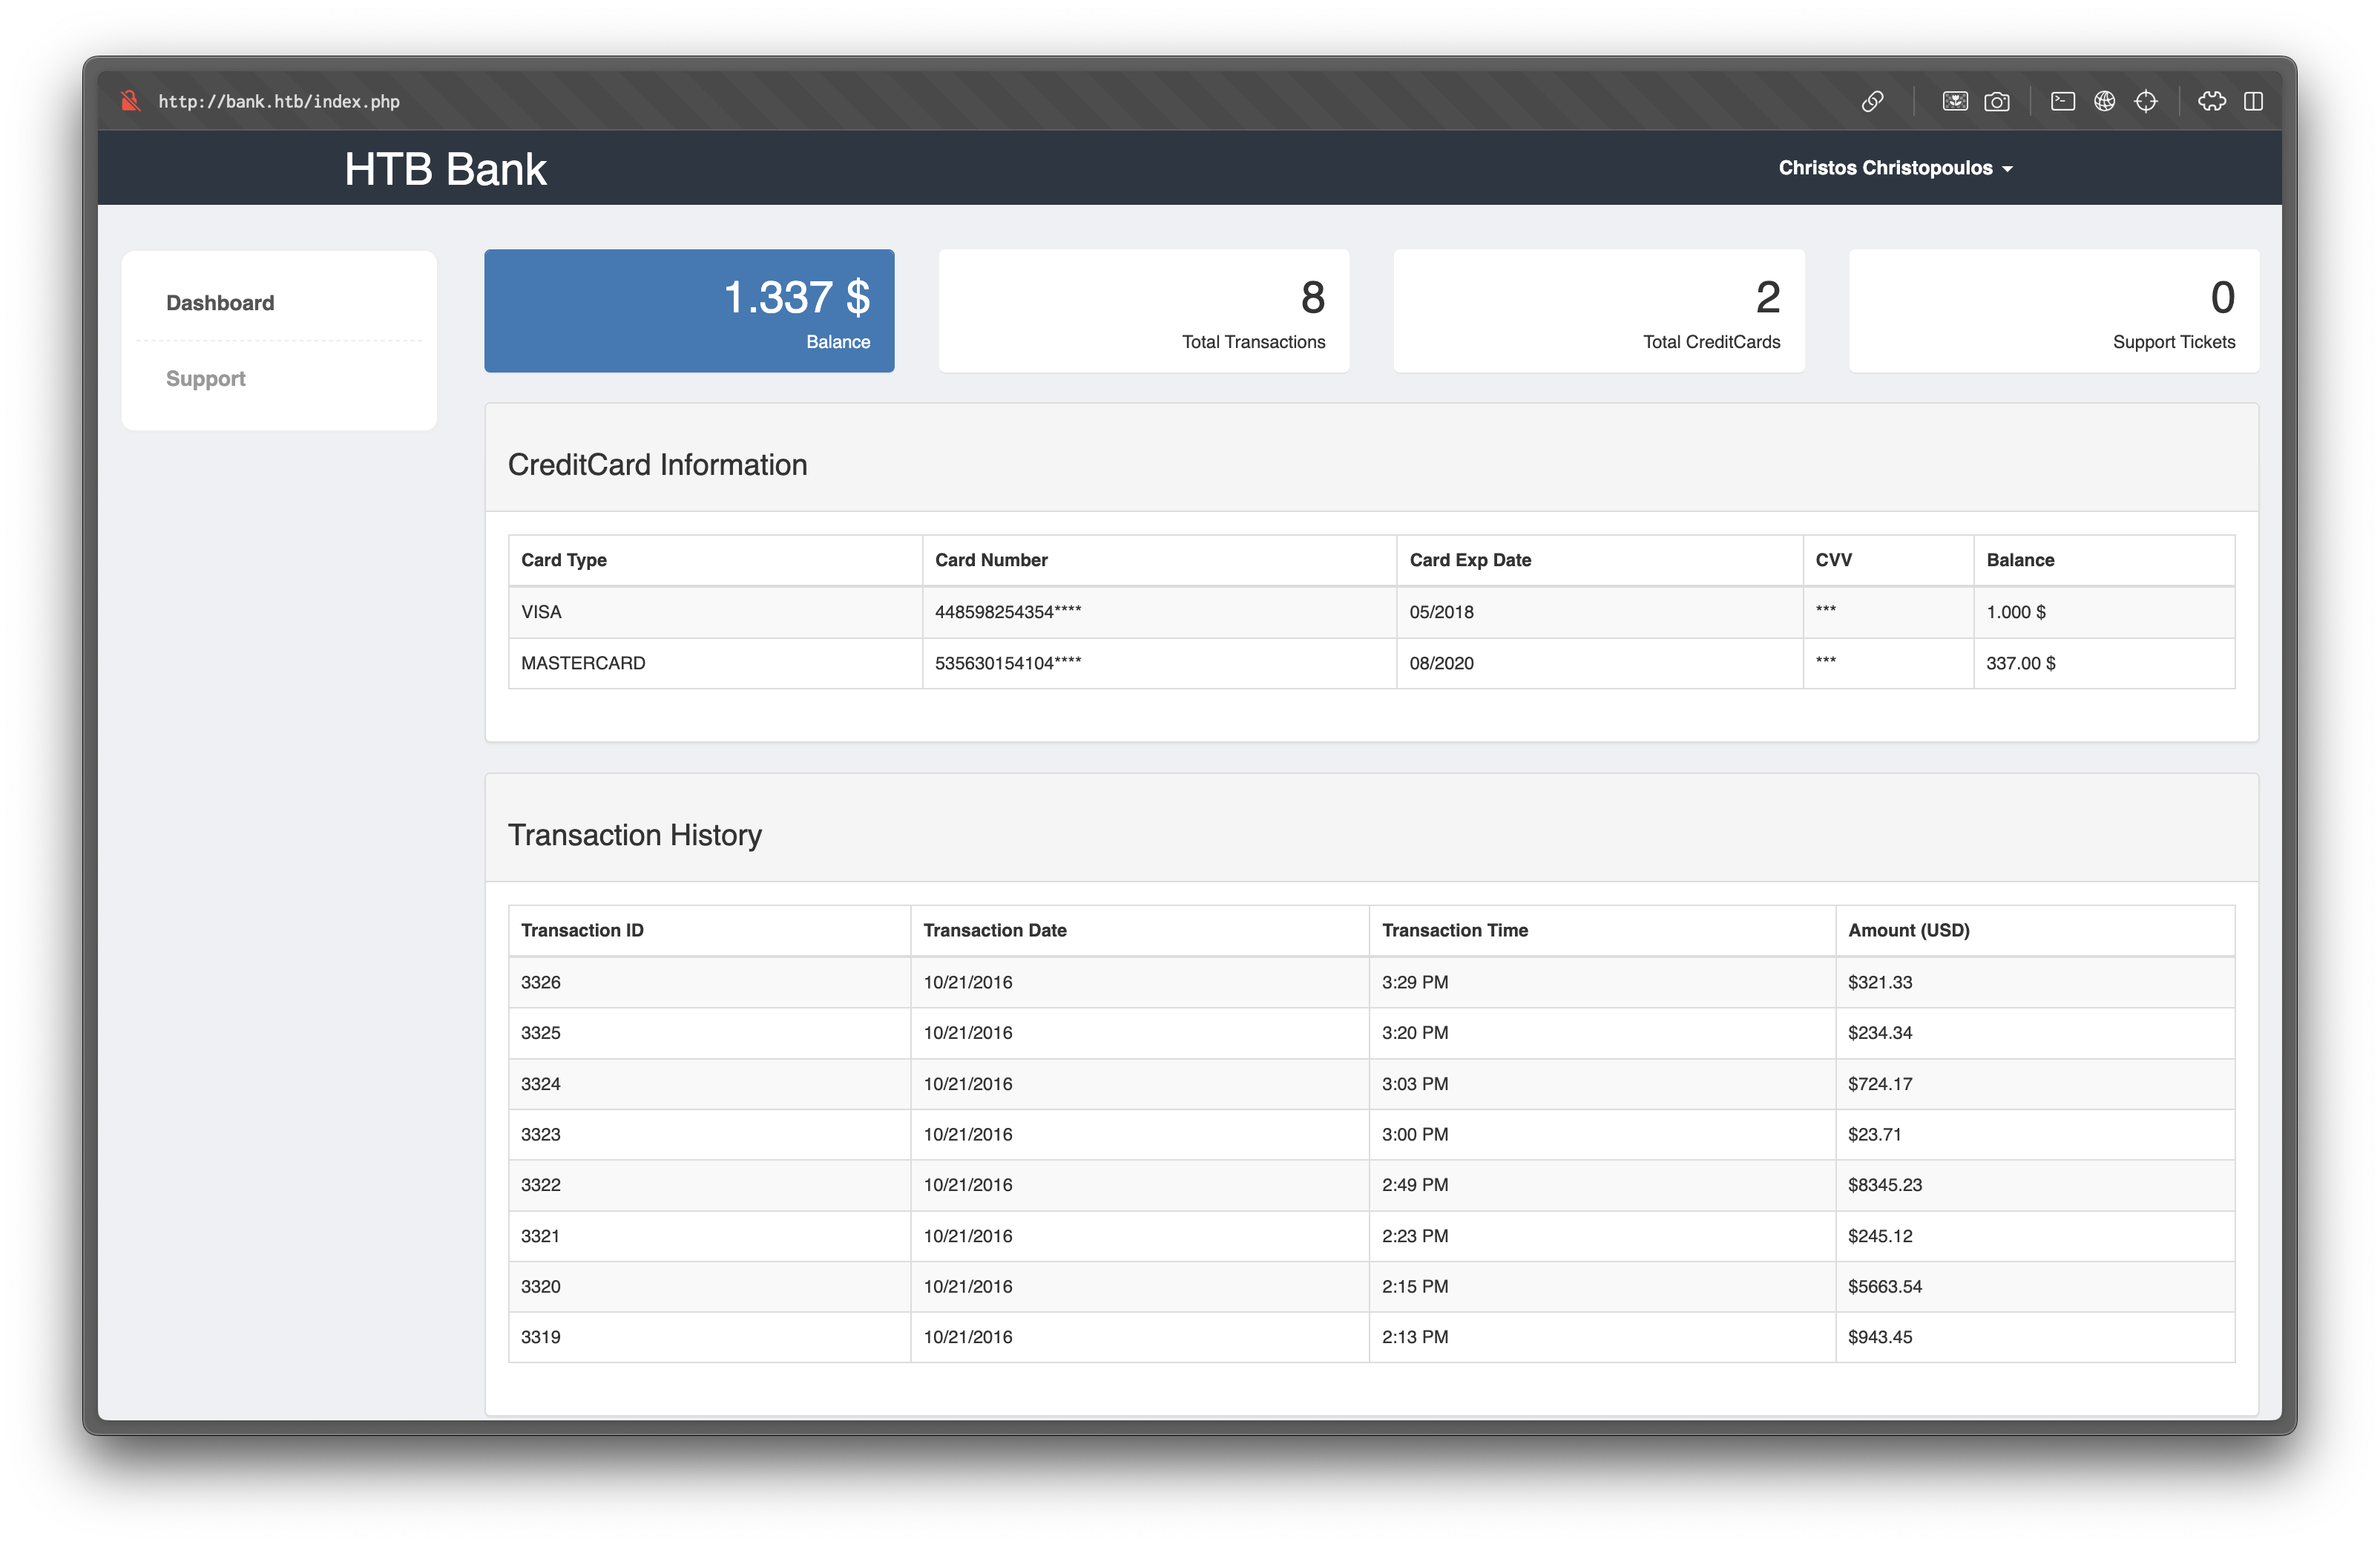 http://bank.htb/index.php
HTB Bank
Christos Christopoulos
Dashboard
Support
1.337 $
Balance
8
Total Transactions
2
Total CreditCards
0
Support Tickets
CreditCard Information
Card Type Card Number Card Exp Date CVV Balance
VISA 448598254354**** 05/2018 *** 1.000 $
MASTERCARD 535630154104**** 08/2020 *** 337.00 $
Transaction History
Transaction ID Transaction Date Transaction Time Amount (USD)
3326 10/21/2016 3:29 PM $321.33
3325 10/21/2016 3:20 PM $234.34
3324 10/21/2016 3:03 PM $724.17
3323 10/21/2016 3:00 PM $23.71
3322 10/21/2016 2:49 PM $8345.23
3321 10/21/2016 2:23 PM $245.12
3320 10/21/2016 2:15 PM $5663.54
3319 10/21/2016 2:13 PM $943.45